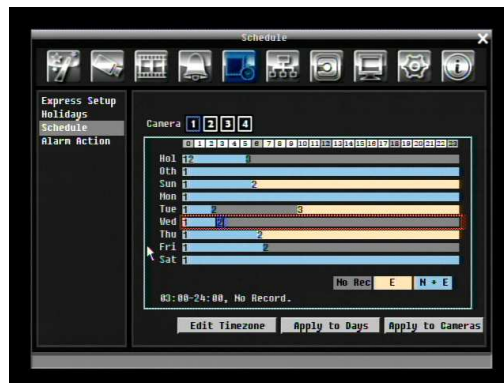 Schedule
Express Setup
Holidays
Schedule
Alarm Action
Camera 1 2 3 4
0 1 2 3 4 5 6 7 8 9 10 11 12 13 14 15 16 17 18 19 20 21 22 23
Hol 1 2
Oth 1
Sun 1 2
Mon 1
Tue 1 2 3
Wed 1
Thu 1 2
Fri 1 2
Sat 1
No Rec E N + E
03:00-24:00, No Record.
Edit Timezone Apply to Days Apply to Cameras